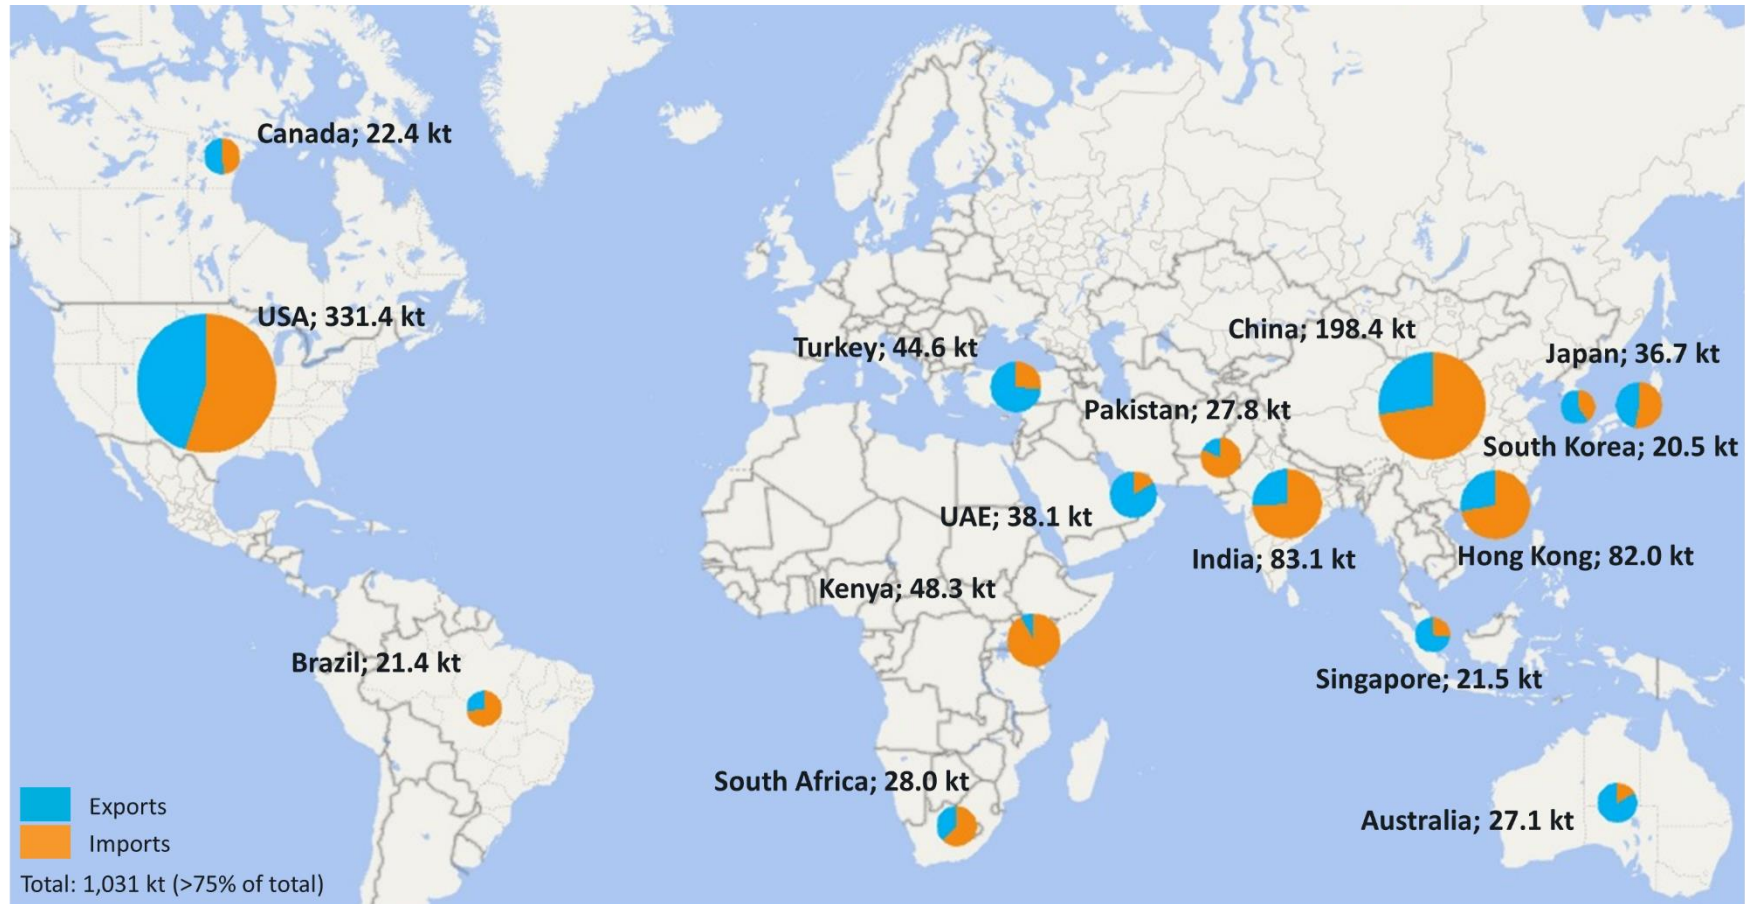 Canada; 22.4 kt
USA; 331.4 kt
China; 198.4 kt
Turkey; 44.6 kt
Japan; 36.7 kt
Pakistan; 27.8 kt
South Korea; 20.5 kt
UAE; 38.1 kt
India; 83.1 kt
Hong Kong; 82.0 kt
Kenya; 48.3 kt
Brazil; 21.4 kt
Singapore; 21.5 kt
South Africa; 28.0 kt
Australia; 27.1 kt
Exports
Imports
Total: 1,031 kt (>75% of total)